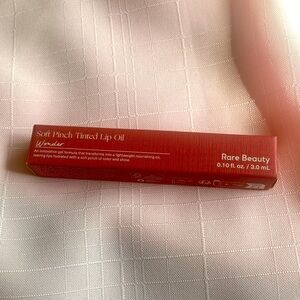 Soft Pinch Tinted Lip Oil
Wonder
An innovative gel formula that transforms into a lightweight nourishing oil,
leaving lips hydrated with a soft pinch of color and shine
Rare Beauty
0.10 fl. oz. / 3.0 mL